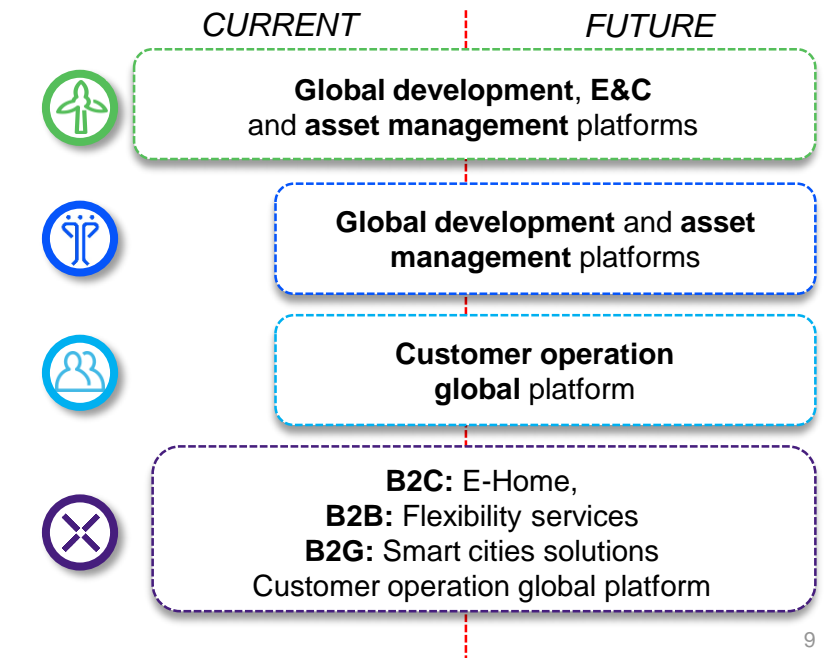 CURRENT FUTURE
Global development, E&C
and asset management platforms
Global development and asset
management platforms
Customer operation
global platform
B2C: E-Home,
B2B: Flexibility services
B2G: Smart cities solutions
Customer operation global platform
9